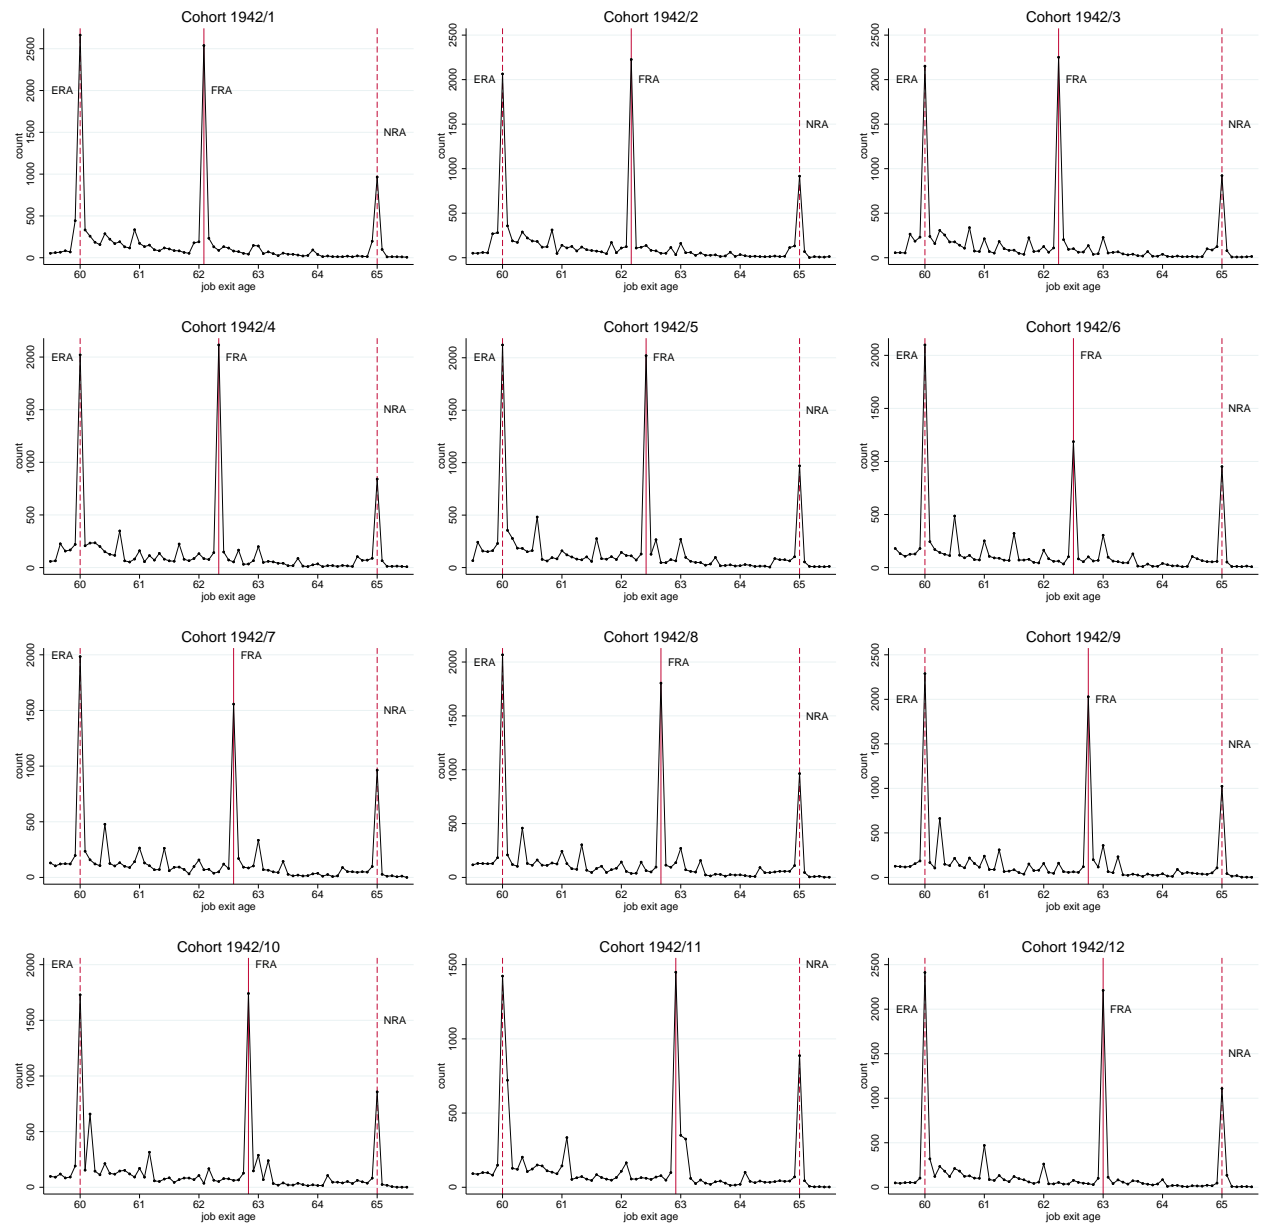 Cohort 1942/1
ERA
FRA
NRA
count
0 500 1000 1500 2000 2500
60 61 62 63 64 65
job exit age
Cohort 1942/2
ERA
FRA
NRA
count
0 500 1000 1500 2000 2500
60 61 62 63 64 65
job exit age
Cohort 1942/3
ERA
FRA
NRA
count
0 500 1000 1500 2000 2500
60 61 62 63 64 65
job exit age
Cohort 1942/4
ERA
FRA
NRA
count
0 500 1000 1500 2000
60 61 62 63 64 65
job exit age
Cohort 1942/5
ERA
FRA
NRA
count
0 500 1000 1500 2000
60 61 62 63 64 65
job exit age
Cohort 1942/6
ERA
FRA
NRA
count
0 500 1000 1500 2000
60 61 62 63 64 65
job exit age
Cohort 1942/7
ERA
FRA
NRA
count
0 500 1000 1500 2000
60 61 62 63 64 65
job exit age
Cohort 1942/8
ERA
FRA
NRA
count
0 500 1000 1500 2000
60 61 62 63 64 65
job exit age
Cohort 1942/9
ERA
FRA
NRA
count
0 500 1000 1500 2000 2500
60 61 62 63 64 65
job exit age
Cohort 1942/10
ERA
FRA
NRA
count
0 500 1000 1500 2000
60 61 62 63 64 65
job exit age
Cohort 1942/11
NRA
count
0 500 1000 1500
60 61 62 63 64 65
job exit age
Cohort 1942/12
ERA
FRA
NRA
count
0 500 1000 1500 2000 2500
60 61 62 63 64 65
job exit age